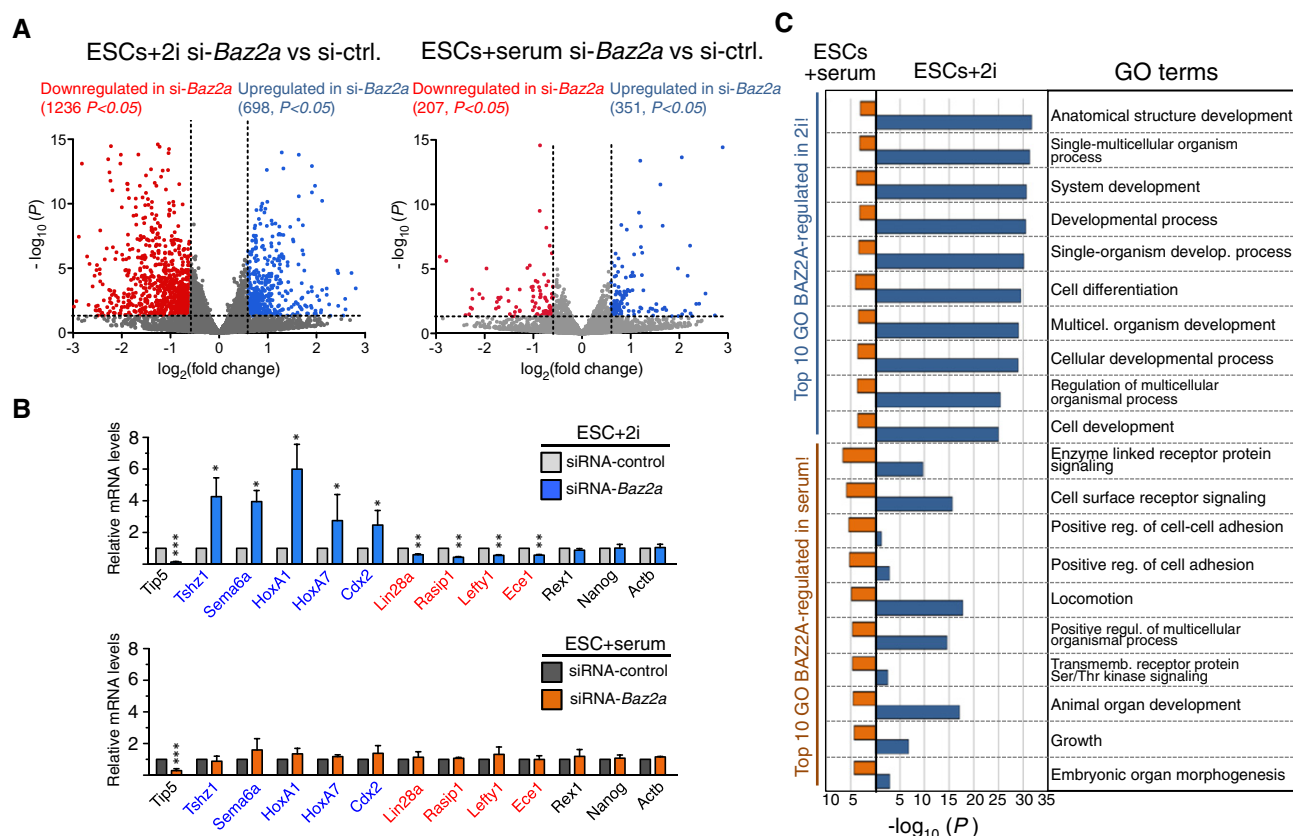 A
ESCs+2i si-Baz2a vs si-ctrl.
Downregulated in si-Baz2a
(1236 P<0.05)
Upregulated in si-Baz2a
(698, P<0.05)
15
10
5
0
- log10 (P)
-3 -2 -1 0 1 2 3
log2(fold change)
ESCs+serum si-Baz2a vs si-ctrl.
Downregulated in si-Baz2a
(207, P<0.05)
Upregulated in si-Baz2a
(351, P<0.05)
15
10
5
0
-3 -2 -1 0 1 2 3
log2(fold change)
B
Relative mRNA levels
8
6
4
2
ESC+2i
siRNA-control
siRNA-Baz2a
*** * * * * * ** ** ** **
Tip5 Tshz1 Sema6a HoxA1 HoxA7 Cdx2 Lin28a Rasip1 Lefty1 Ece1 Rex1 Nanog Actb
Relative mRNA levels
8
6
4
2
ESC+serum
siRNA-control
siRNA-Baz2a
***
Tip5 Tshz1 Sema6a HoxA1 HoxA7 Cdx2 Lin28a Rasip1 Lefty1 Ece1 Rex1 Nanog Actb
C
ESCs
+serum
ESCs+2i
GO terms
Top 10 GO BAZ2A-regulated in 2i!
Anatomical structure development
Single-multicellular organism
process
System development
Developmental process
Single-organism develop. process
Cell differentiation
Multicel. organism development
Cellular developmental process
Regulation of multicellular
organismal process
Cell development
Top 10 GO BAZ2A-regulated in serum!
Enzyme linked receptor protein
signaling
Cell surface receptor signaling
Positive reg. of cell-cell adhesion
Positive reg. of cell adhesion
Locomotion
Positive regul. of multicellular
organismal process
Transmemb. receptor protein
Ser/Thr kinase signaling
Animal organ development
Growth
Embryonic organ morphogenesis
10 5 5 10 15 20 25 30 35
-log10 (P)